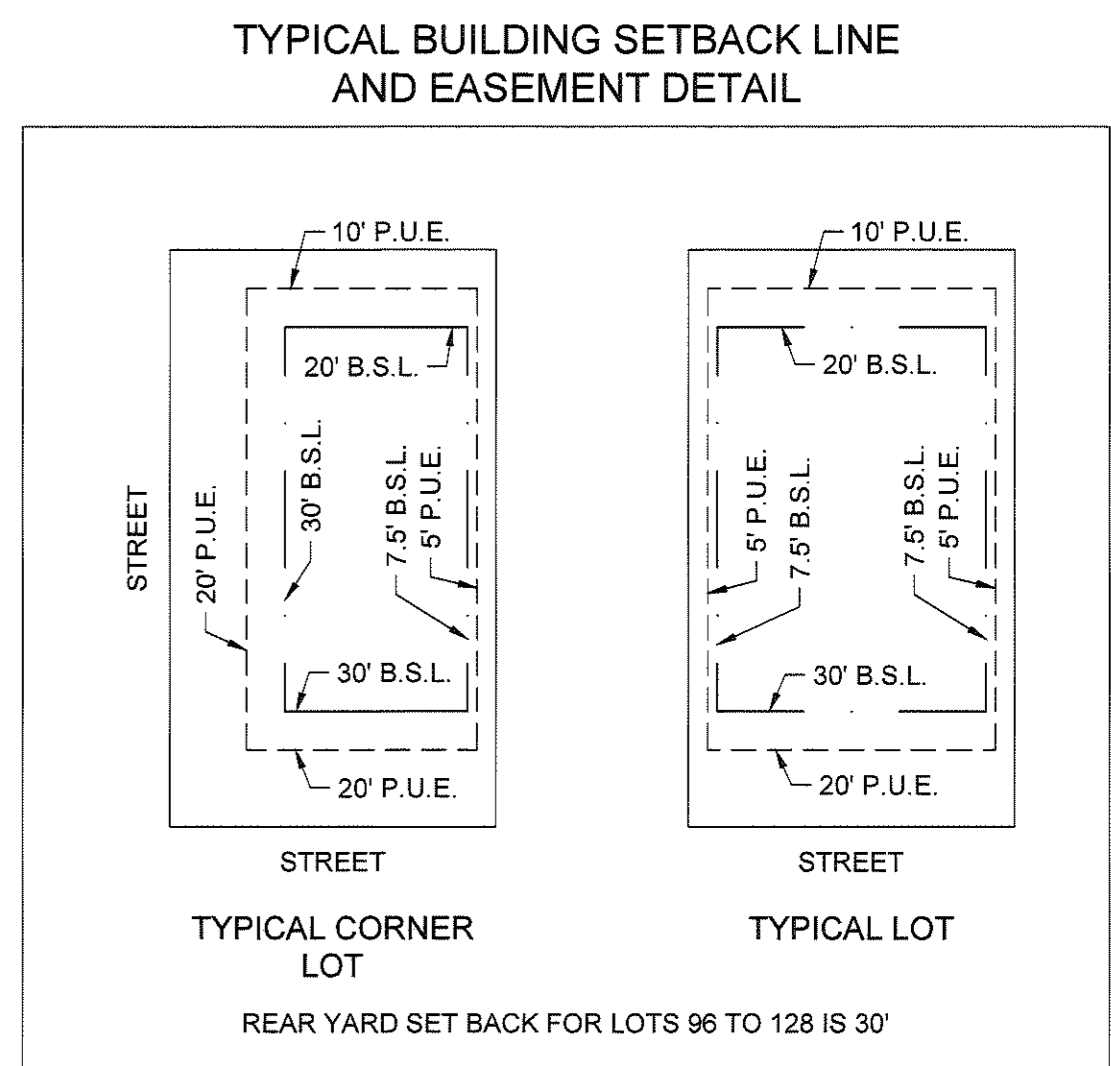 TYPICAL BUILDING SETBACK LINE
AND EASEMENT DETAIL
10' P.U.E.
20' B.S.L.
30' B.S.L.
7.5' B.S.L.
5' P.U.E.
20' P.U.E.
STREET
30' B.S.L.
20' P.U.E.
STREET
TYPICAL CORNER
LOT
10' P.U.E.
20' B.S.L.
5' P.U.E.
7.5' B.S.L.
7.5' B.S.L.
5' P.U.E.
30' B.S.L.
20' P.U.E.
STREET
TYPICAL LOT
REAR YARD SET BACK FOR LOTS 96 TO 128 IS 30'